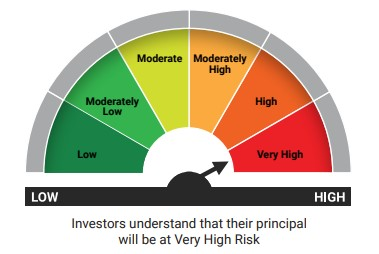 Moderate
Moderately
High
Moderately
Low
High
Low
Very High
LOW
HIGH
Investors understand that their principal
will be at Very High Risk